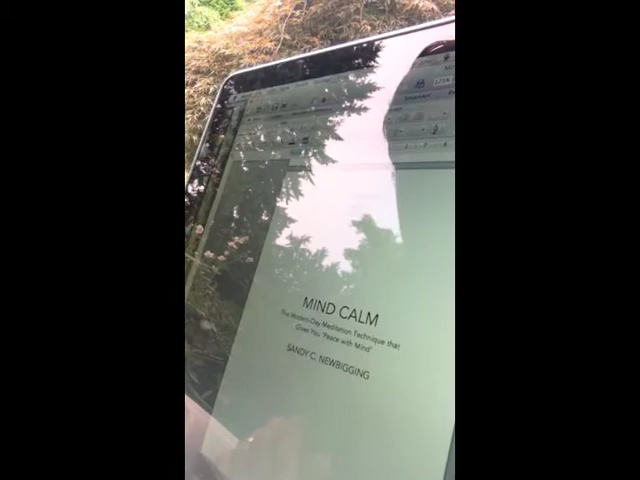 MIND CALM
The Modern-Day Meditation Technique that
Gives You "Peace with Mind"
SANDY C. NEWBIGGING